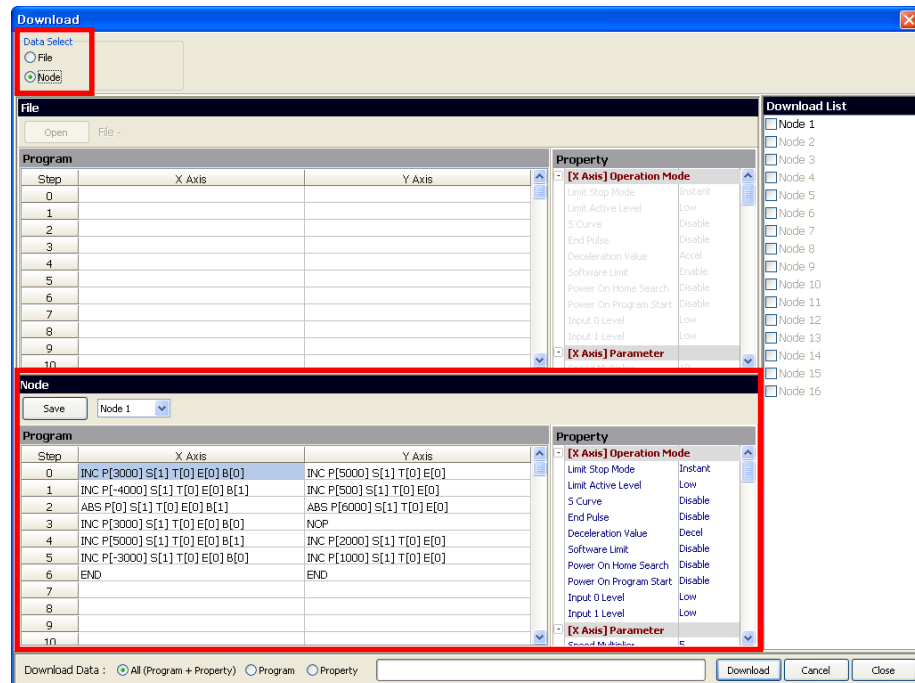 Download
Data Select
File
Node
File
Open File -
Program
Step X Axis Y Axis
0
1
2
3
4
5
6
7
8
9
10
Property
[X Axis] Operation Mode
Limit Stop Mode Instant
Limit Active Level Low
S Curve Disable
End Pulse Disable
Deceleration Value Accel
Software Limit Enable
Power On Home Search Disable
Power On Program Start Disable
Input 0 Level Low
Input 1 Level Low
[X Axis] Parameter
Speed Multiplier 10
Node
Save Node 1
Program
Step X Axis Y Axis
0 INC P[3000] S[1] T[0] E[0] B[0] INC P[5000] S[1] T[0] E[0]
1 INC P[-4000] S[1] T[0] E[0] B[1] INC P[500] S[1] T[0] E[0]
2 ABS P[0] S[1] T[0] E[0] B[1] ABS P[6000] S[1] T[0] E[0]
3 INC P[3000] S[1] T[0] E[0] B[0] NOP
4 INC P[5000] S[1] T[0] E[0] B[1] INC P[2000] S[1] T[0] E[0]
5 INC P[-3000] S[1] T[0] E[0] B[0] INC P[1000] S[1] T[0] E[0]
6 END END
7
8
9
10
Property
[X Axis] Operation Mode
Limit Stop Mode Instant
Limit Active Level Low
S Curve Disable
End Pulse Disable
Deceleration Value Decel
Software Limit Disable
Power On Home Search Disable
Power On Program Start Disable
Input 0 Level Low
Input 1 Level Low
[X Axis] Parameter
Speed Multiplier 5
Download List
Node 1
Node 2
Node 3
Node 4
Node 5
Node 6
Node 7
Node 8
Node 9
Node 10
Node 11
Node 12
Node 13
Node 14
Node 15
Node 16
Download Data : All (Program + Property) Program Property Download Cancel Close